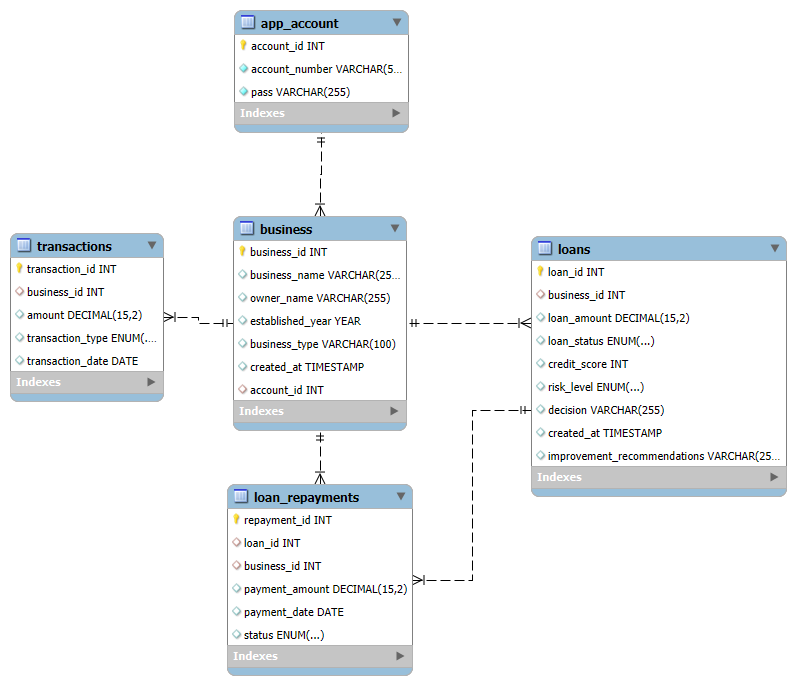 app_account
account_id INT
account_number VARCHAR(5...
pass VARCHAR(255)
Indexes
transactions
transaction_id INT
business_id INT
amount DECIMAL(15,2)
transaction_type ENUM(....
transaction_date DATE
Indexes
business
business_id INT
business_name VARCHAR(25...
owner_name VARCHAR(255)
established_year YEAR
business_type VARCHAR(100)
created_at TIMESTAMP
account_id INT
Indexes
loans
loan_id INT
business_id INT
loan_amount DECIMAL(15,2)
loan_status ENUM(...)
credit_score INT
risk_level ENUM(...)
decision VARCHAR(255)
created_at TIMESTAMP
improvement_recommendations VARCHAR(25...
Indexes
loan_repayments
repayment_id INT
loan_id INT
business_id INT
payment_amount DECIMAL(15,2)
payment_date DATE
status ENUM(...)
Indexes